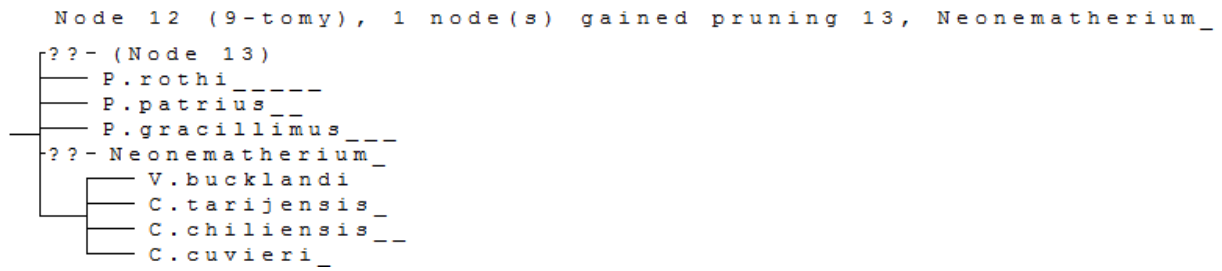 Node 12 (9-tomy), 1 node(s) gained pruning 13, Neonematherium_
??- (Node 13)
P.rothi_____
P.patrius__
P.gracillimus___
??- Neonematherium_
V.bucklandi
C.tarijensis_
C.chiliensis__
C.cuvieri_